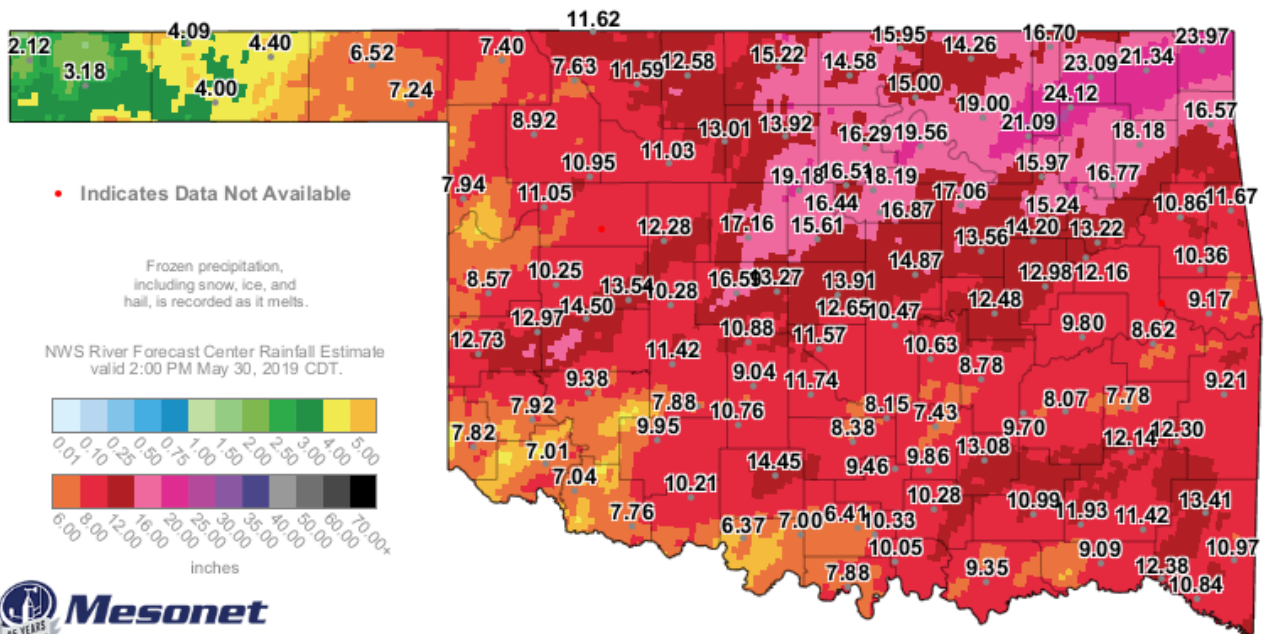 11.62
2.12 4.09 4.40 6.52 7.40 15.95 14.26 16.70 23.97
3.18 4.00 7.24 7.63 11.59 12.58 15.22 14.58 15.00 23.09 21.34
8.92 13.01 13.92 19.00 24.12 16.57
11.03 16.29 19.56 21.09 18.18
10.95 15.97
7.94 11.05 19.18 16.51 18.19 17.06 16.77
Indicates Data Not Available
16.44 16.87 15.24 10.86 11.67
12.28 17.16 15.61 13.56 14.20 13.22
Frozen precipitation,
including snow, ice, and
hail, is recorded as it melts.
8.57 10.25 14.87 10.36
13.54 10.28 16.59 13.27 13.91 12.98 12.16
12.97 14.50 12.65 10.47 12.48 9.17
12.73 10.88 11.57 10.63 9.80 8.62
NWS River Forecast Center Rainfall Estimate
valid 2:00 PM May 30, 2019 CDT.
11.42 8.78
9.38 9.04 11.74 9.21
7.92 7.88 10.76 8.15 7.43 8.07 7.78
7.82 9.95 8.38 9.70 12.14 12.30
7.01 14.45 9.46 9.86 13.08
7.04 10.21 10.28 10.99 13.41
7.76 6.37 7.00 6.41 10.33 11.93 11.42
10.05 9.09 10.97
7.88 9.35 12.38
10.84
0.01 0.10 0.25 0.50 0.75 1.00 1.50 2.00 2.50 3.00 4.00 5.00
6.00 8.00 12.00 16.00 20.00 25.00 30.00 35.00 40.00 50.00 60.00 70.00+
inches
Mesonet
YEARS